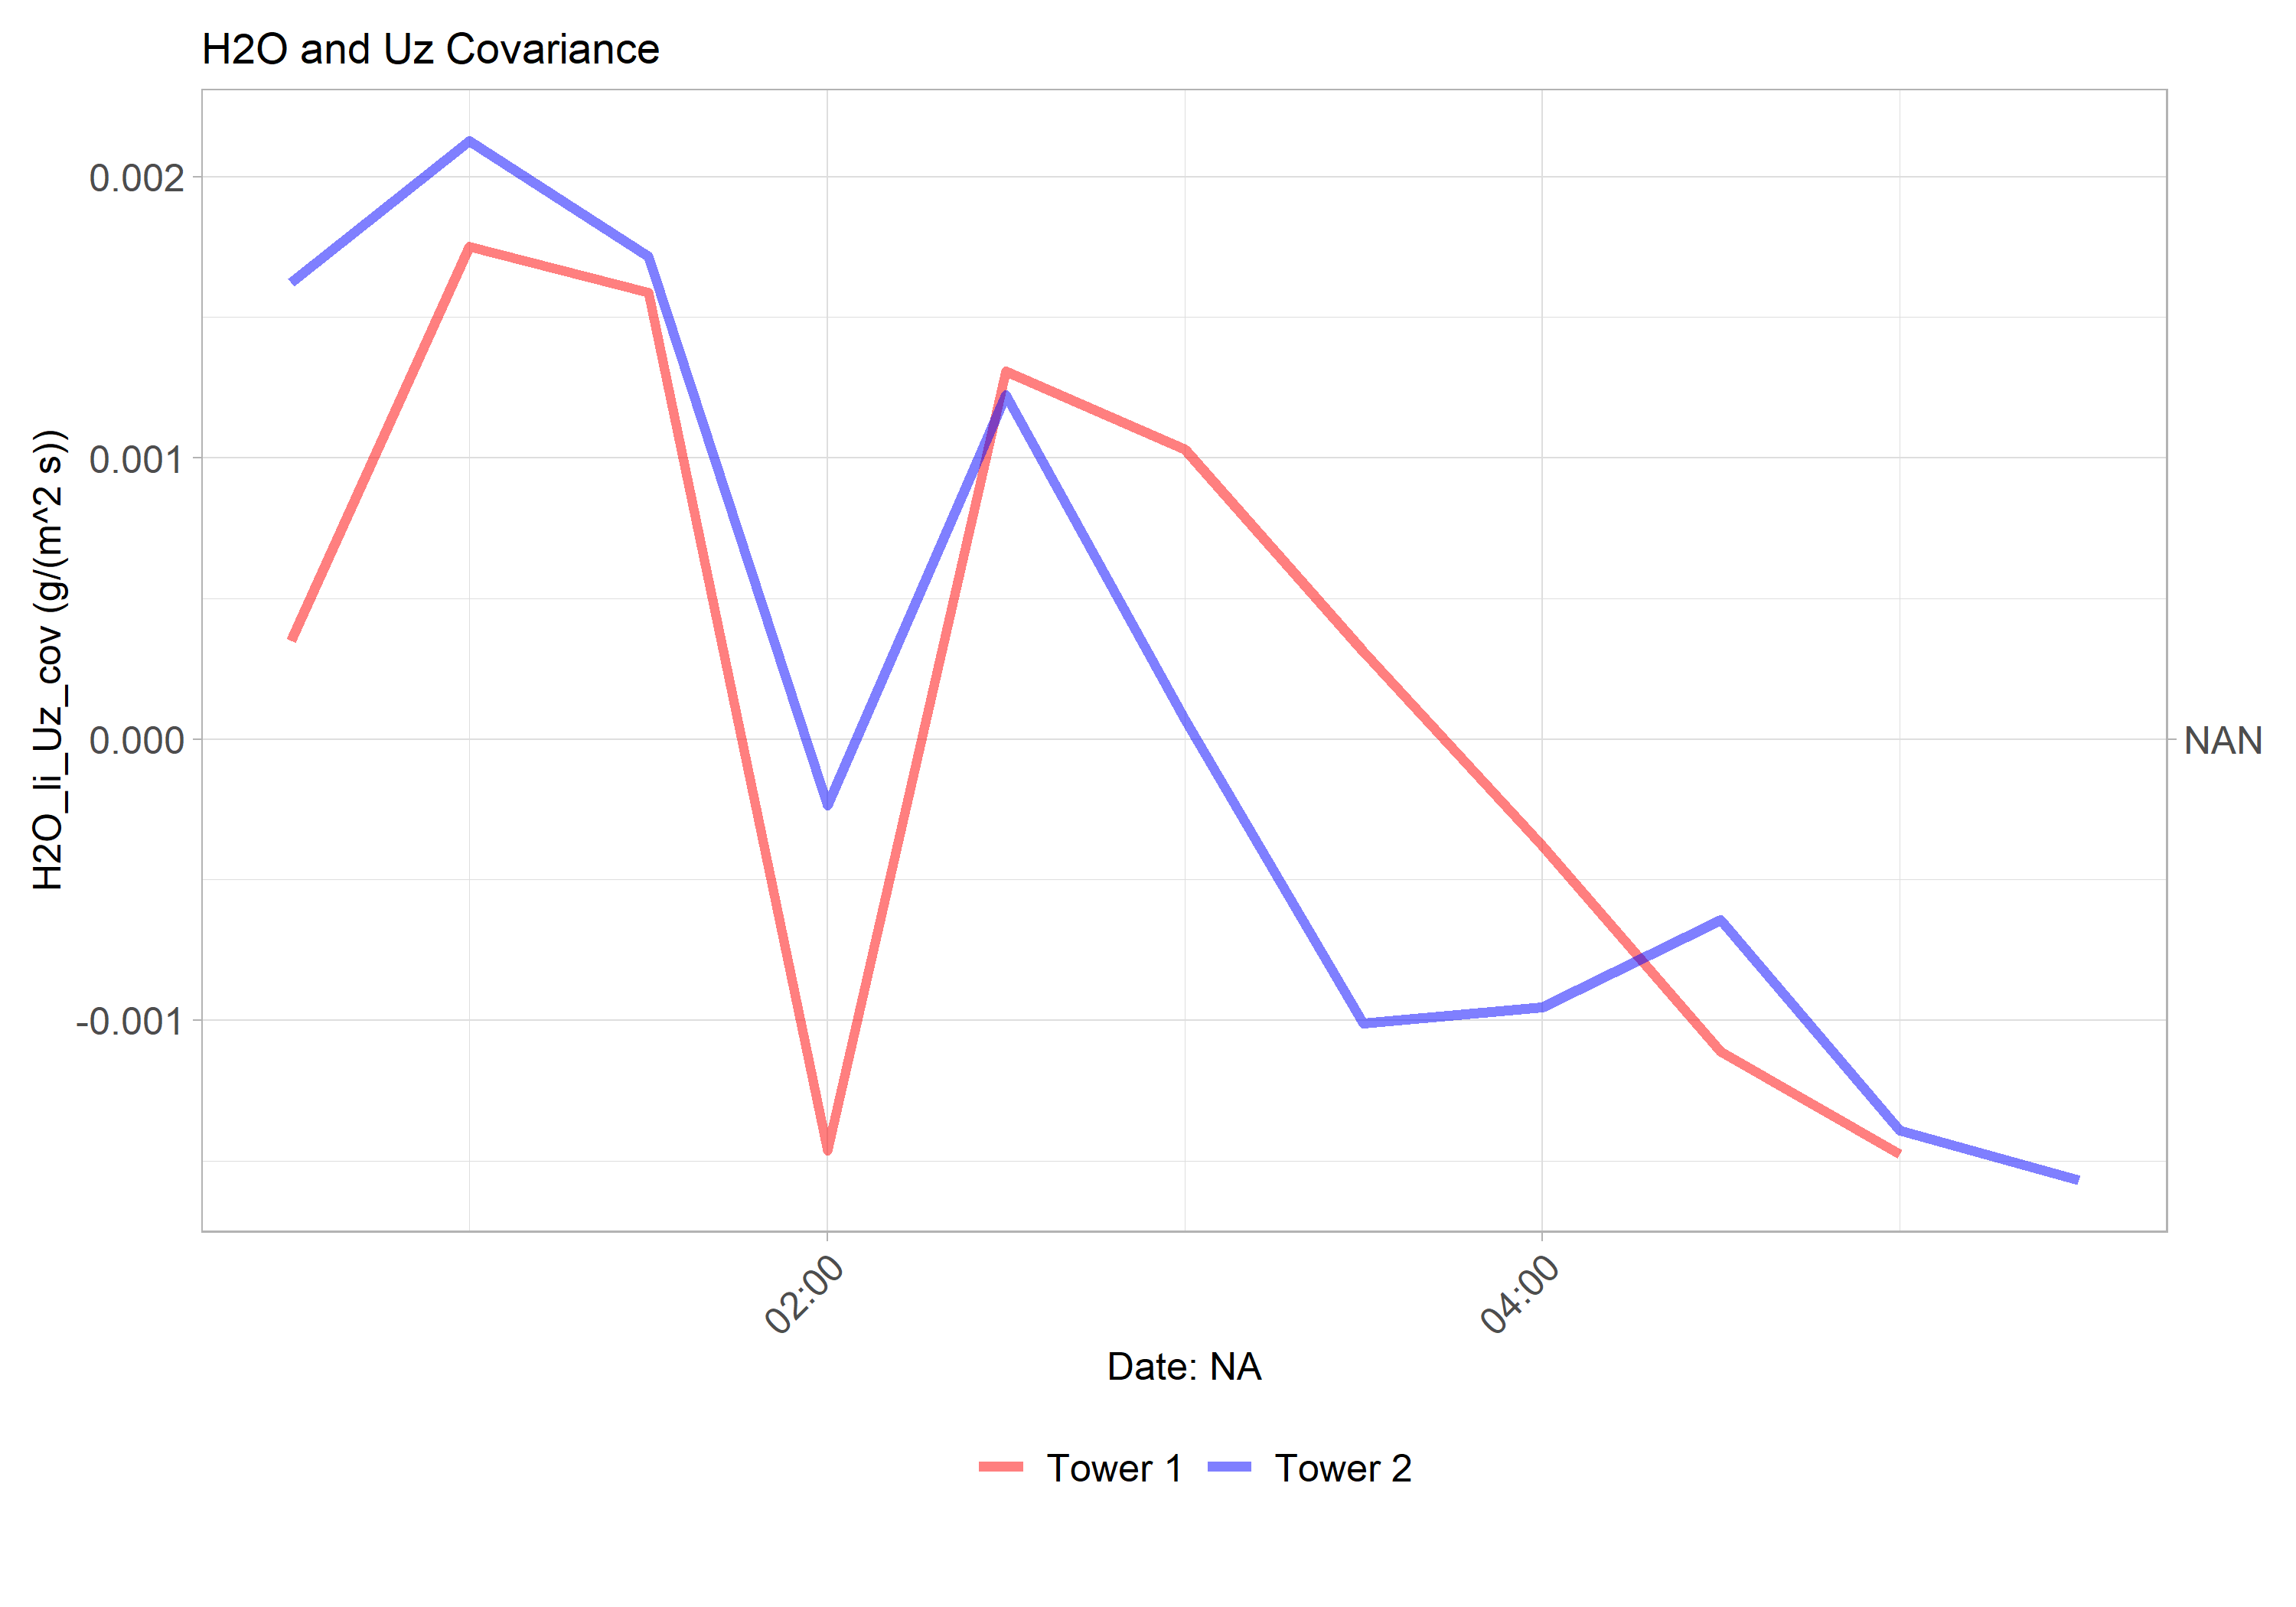 H2O and Uz Covariance
H2O_li_Uz_cov (g/(m^2 s))
0.002
0.001
0.000
-0.001
NAN
02:00
04:00
Date: NA
Tower 1
Tower 2